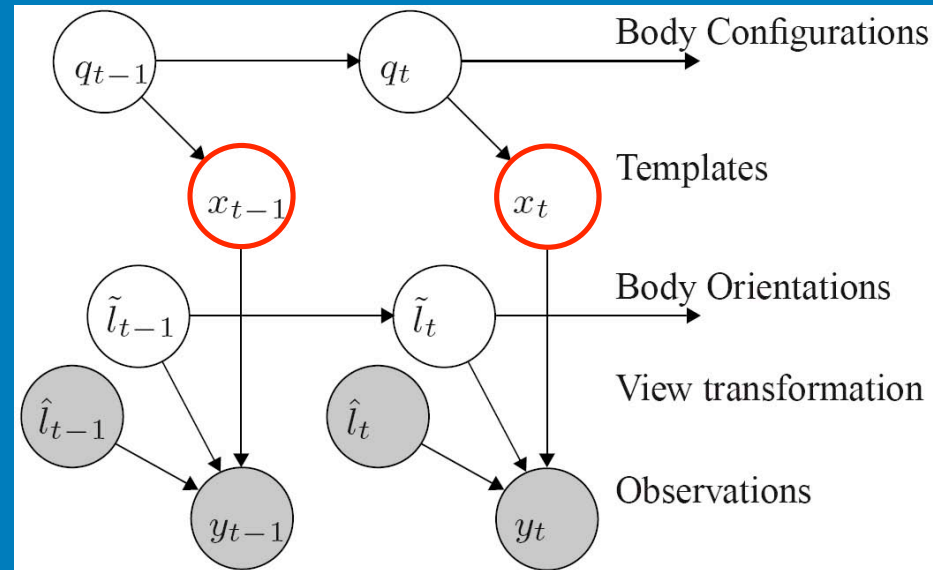 q_{t-1} q_t Body Configurations
x_{t-1} x_t Templates
\tilde{l}_{t-1} \tilde{l}_t Body Orientations
\hat{l}_{t-1} \hat{l}_t View transformation
y_{t-1} y_t Observations